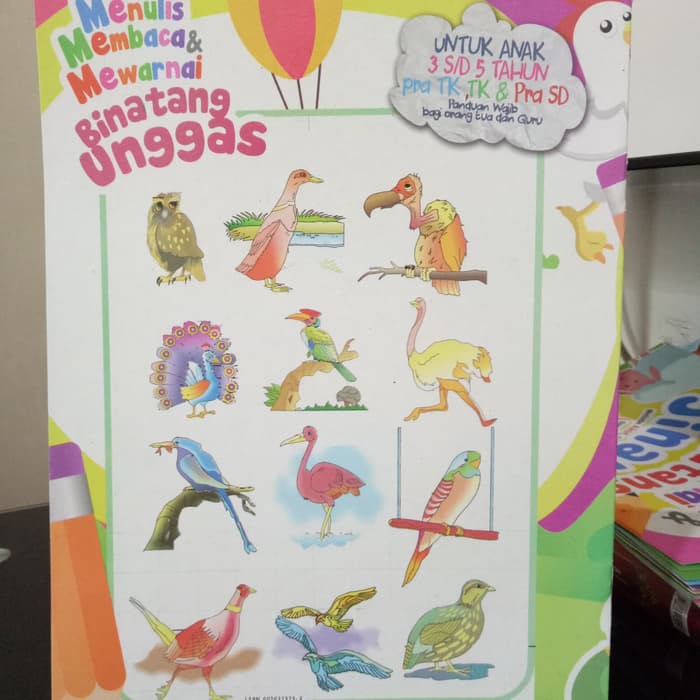 Menulis
Membaca &
Mewarnai
Binatang
Unggas
UNTUK ANAK
3 S/D 5 TAHUN
pra TK, TK & Pra SD
Panduan Wajib
bagi orang tua dan Guru